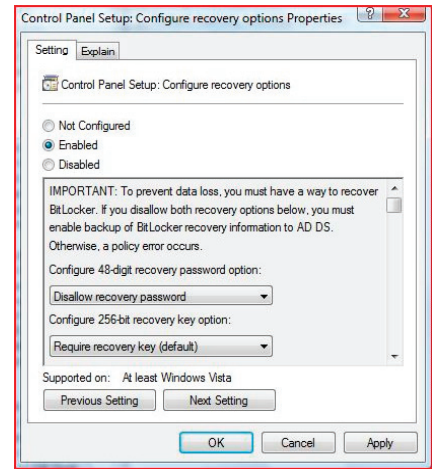 Control Panel Setup: Configure recovery options Properties
Setting Explain
Control Panel Setup: Configure recovery options
Not Configured
Enabled
Disabled
IMPORTANT: To prevent data loss, you must have a way to recover
BitLocker. If you disallow both recovery options below, you must
enable backup of BitLocker recovery information to AD DS.
Otherwise, a policy error occurs.
Configure 48-digit recovery password option:
Disallow recovery password
Configure 256-bit recovery key option:
Require recovery key (default)
Supported on: At least Windows Vista
Previous Setting Next Setting
OK Cancel Apply